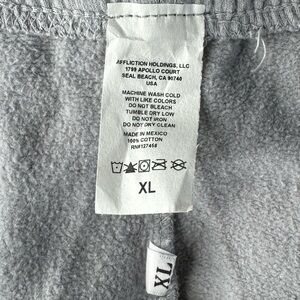 AFFLICTION HOLDINGS, LLC
1799 APOLLO COURT
SEAL BEACH, CA 90740
USA
MACHINE WASH COLD
WITH LIKE COLORS
DO NOT BLEACH
TUMBLE DRY LOW
DO NOT IRON
DO NOT DRY CLEAN
MADE IN MEXICO
100% COTTON
RN#127468
XL
XL